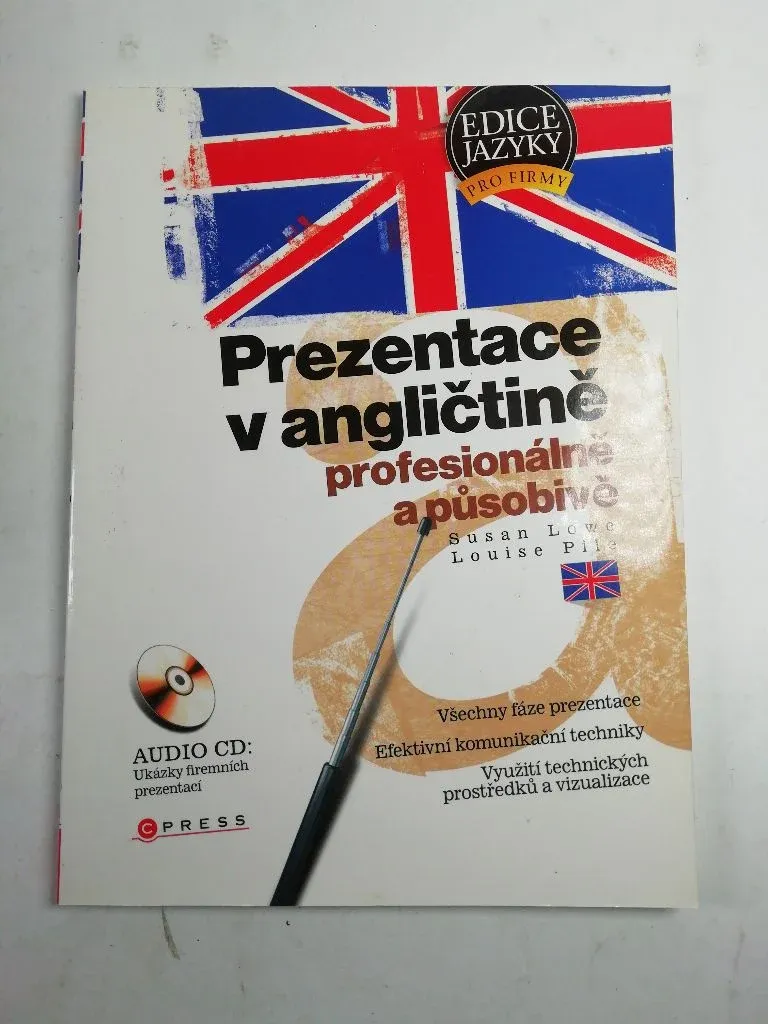 EDICE
JAZYKY
PRO FIRMY
Prezentace
v angličtině
profesionálně
a působivě
Susan Lowe
Louise Pile
Všechny fáze prezentace
Efektivní komunikační techniky
Využití technických
prostředků a vizualizace
AUDIO CD:
Ukázky firemních
prezentací
CPRESS